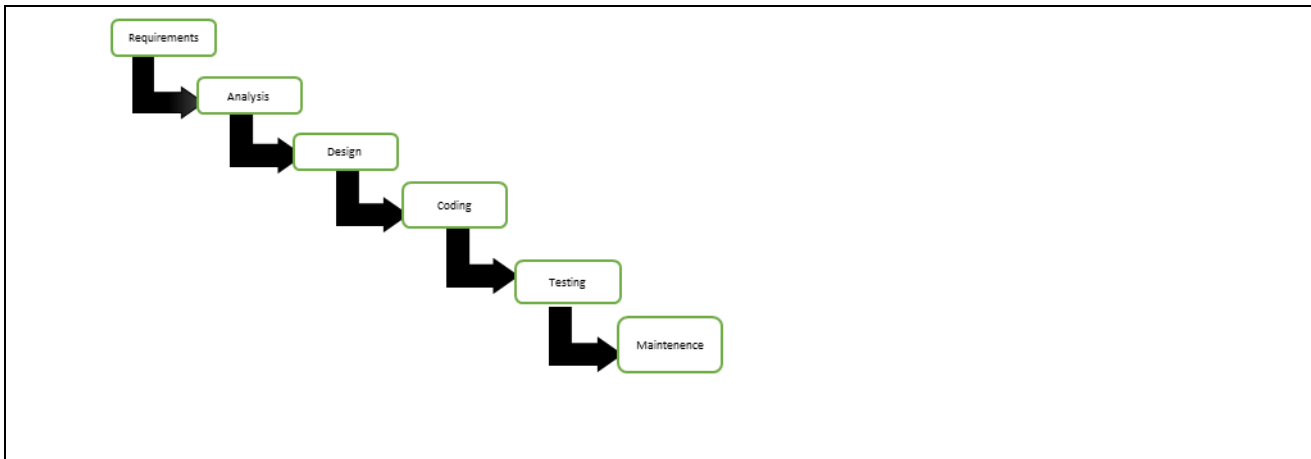 Requirements
Analysis
Design
Coding
Testing
Maintenence